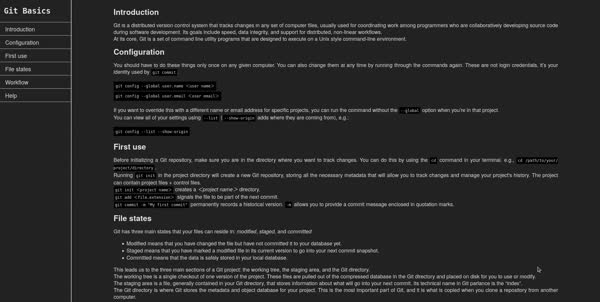 Git Basics
Introduction
Configuration
First use
File states
Workflow
Help
Introduction
Git is a distributed version control system that tracks changes in any set of computer files, usually used for coordinating work among programmers who are collaboratively developing source code
during software development. Its goals include speed, data integrity, and support for distributed, non-linear workflows.
At its core, Git is a set of command line utility programs that are designed to execute on a Unix style command-line environment.
Configuration
You should have to do these things only once on any given computer. You can also change them at any time by running through the commands again. These are not login credentials, it's your
identity used by git commit.
git config --global user.name <user name>
git config --global user.email <user email>
If you want to override this with a different name or email address for specific projects, you can run the command without the --global option when you're in that project.
You can view all of your settings using --list (--show-origin adds where they are coming from), e.g.:
git config --list --show-origin
First use
Before initializing a Git repository, make sure you are in the directory where you want to track changes. You can do this by using the cd command in your terminal. e.g., cd /path/to/your/
project/directory.
Running git init in the project directory will create a new Git repository, storing all the necessary metadata that will allow you to track changes and manage your project's history. The project
can contain project files + control files.
git init <project name> creates a <project name> directory.
git add <file.extension> signals the file to be part of the next commit.
git commit -m "My first commit" permanently records a historical version. -m allows you to provide a commit message enclosed in quotation marks.
File states
Git has three main states that your files can reside in: modified, staged, and committed
• Modified means that you have changed the file but have not committed it to your database yet.
• Staged means that you have marked a modified file in its current version to go into your next commit snapshot.
• Committed means that the data is safely stored in your local database.
This leads us to the three main sections of a Git project: the working tree, the staging area, and the Git directory.
The working tree is a single checkout of one version of the project. These files are pulled out of the compressed database in the Git directory and placed on disk for you to use or modify.
The staging area is a file, generally contained in your Git directory, that stores information about what will go into your next commit. Its technical name in Git parlance is the "index".
The Git directory is where Git stores the metadata and object database for your project. This is the most important part of Git, and it is what is copied when you clone a repository from another
computer.